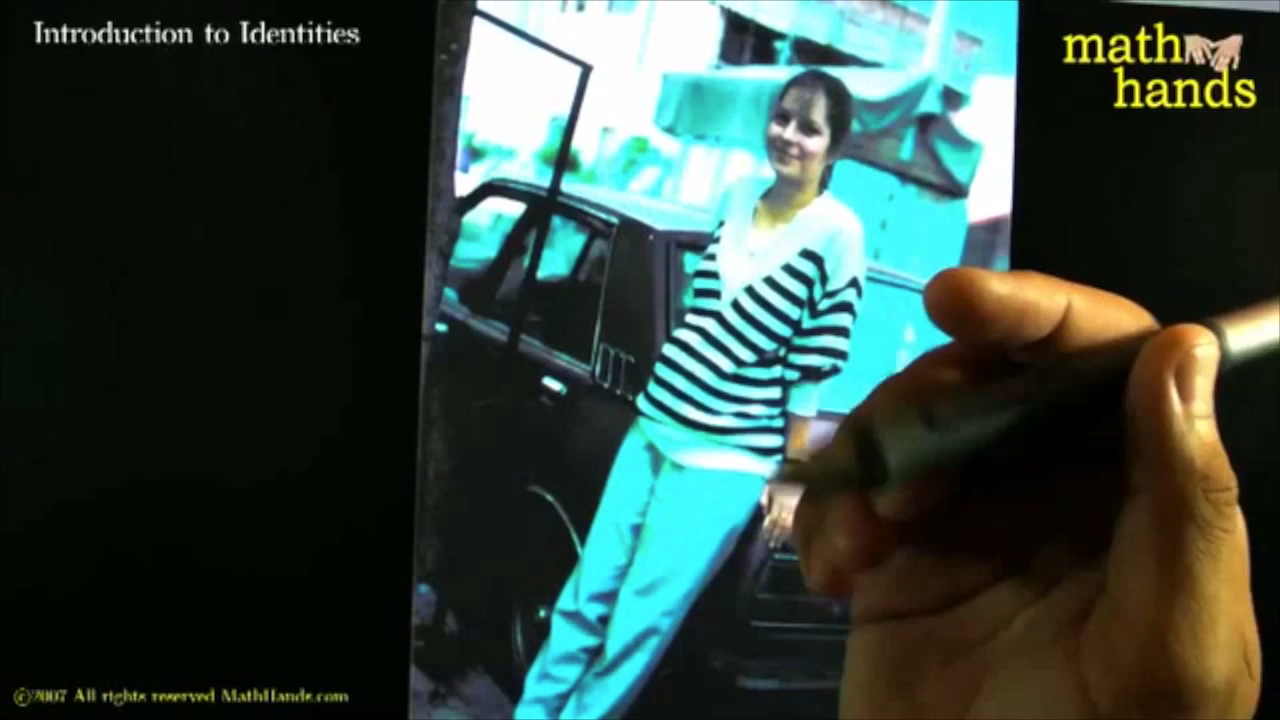 Introduction to Identities
math
hands
©2007 All rights reserved MathHands.com